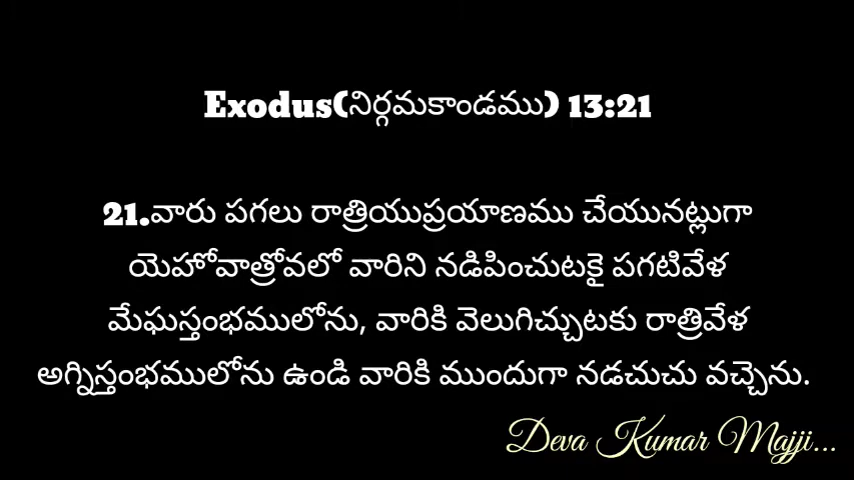 Exodus(నిర్గమకాండము) 13:21
21.వారు పగలు రాత్రియుప్రయాణము చేయునట్లుగా
యెహోవాత్రోవలో వారిని నడిపించుటకై పగటివేళ
మేఘస్తంభములోను, వారికి వెలుగిచ్చుటకు రాత్రివేళ
అగ్నిస్తంభములోను ఉండి వారికి ముందుగా నడచుచు వచ్చెను.
Deva Kumar Majji...